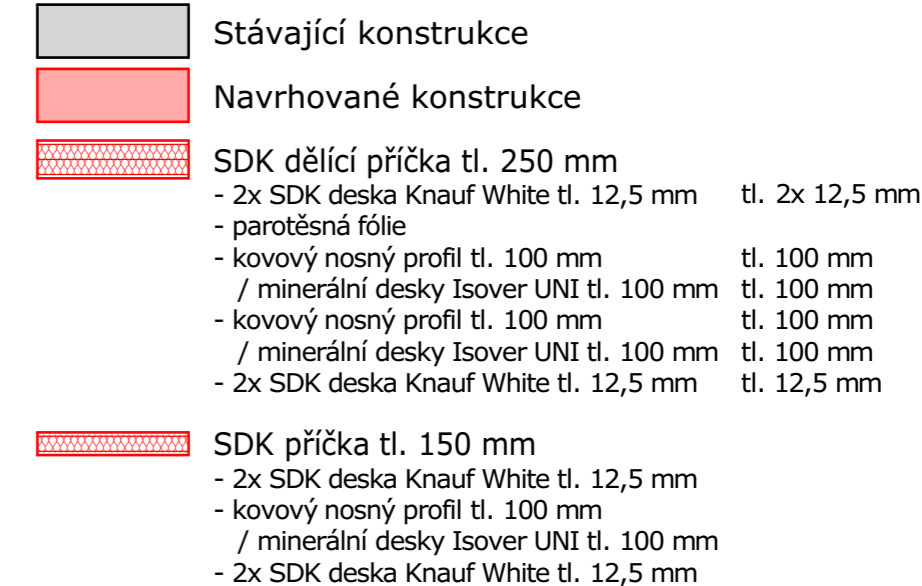 Stávající konstrukce
Navrhované konstrukce
SDK dělící příčka tl. 250 mm
- 2x SDK deska Knauf White tl. 12,5 mm tl. 2x 12,5 mm
- parotěsná fólie
- kovový nosný profil tl. 100 mm tl. 100 mm
/ minerální desky Isover UNI tl. 100 mm tl. 100 mm
- kovový nosný profil tl. 100 mm tl. 100 mm
/ minerální desky Isover UNI tl. 100 mm tl. 100 mm
- 2x SDK deska Knauf White tl. 12,5 mm tl. 12,5 mm
SDK příčka tl. 150 mm
- 2x SDK deska Knauf White tl. 12,5 mm
- kovový nosný profil tl. 100 mm
/ minerální desky Isover UNI tl. 100 mm
- 2x SDK deska Knauf White tl. 12,5 mm